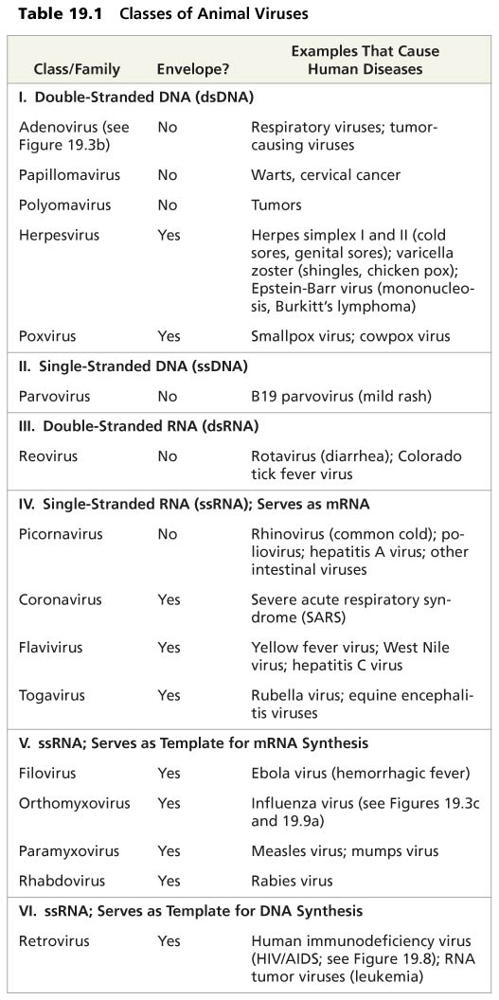 Table 19.1 Classes of Animal Viruses
Class/Family Envelope? Examples That Cause Human Diseases
I. Double-Stranded DNA (dsDNA)
Adenovirus (see No Respiratory viruses; tumor-
Figure 19.3b) causing viruses
Papillomavirus No Warts, cervical cancer
Polyomavirus No Tumors
Herpesvirus Yes Herpes simplex I and II (cold
sores, genital sores); varicella
zoster (shingles, chicken pox);
Epstein-Barr virus (mononucleo-
sis, Burkitt's lymphoma)
Poxvirus Yes Smallpox virus; cowpox virus
II. Single-Stranded DNA (ssDNA)
Parvovirus No B19 parvovirus (mild rash)
III. Double-Stranded RNA (dsRNA)
Reovirus No Rotavirus (diarrhea); Colorado
tick fever virus
IV. Single-Stranded RNA (ssRNA); Serves as mRNA
Picornavirus No Rhinovirus (common cold); po-
liovirus; hepatitis A virus; other
intestinal viruses
Coronavirus Yes Severe acute respiratory syn-
drome (SARS)
Flavivirus Yes Yellow fever virus; West Nile
virus; hepatitis C virus
Togavirus Yes Rubella virus; equine encephali-
tis viruses
V. ssRNA; Serves as Template for mRNA Synthesis
Filovirus Yes Ebola virus (hemorrhagic fever)
Orthomyxovirus Yes Influenza virus (see Figures 19.3c
and 19.9a)
Paramyxovirus Yes Measles virus; mumps virus
Rhabdovirus Yes Rabies virus
VI. ssRNA; Serves as Template for DNA Synthesis
Retrovirus Yes Human immunodeficiency virus
(HIV/AIDS; see Figure 19.8); RNA
tumor viruses (leukemia)